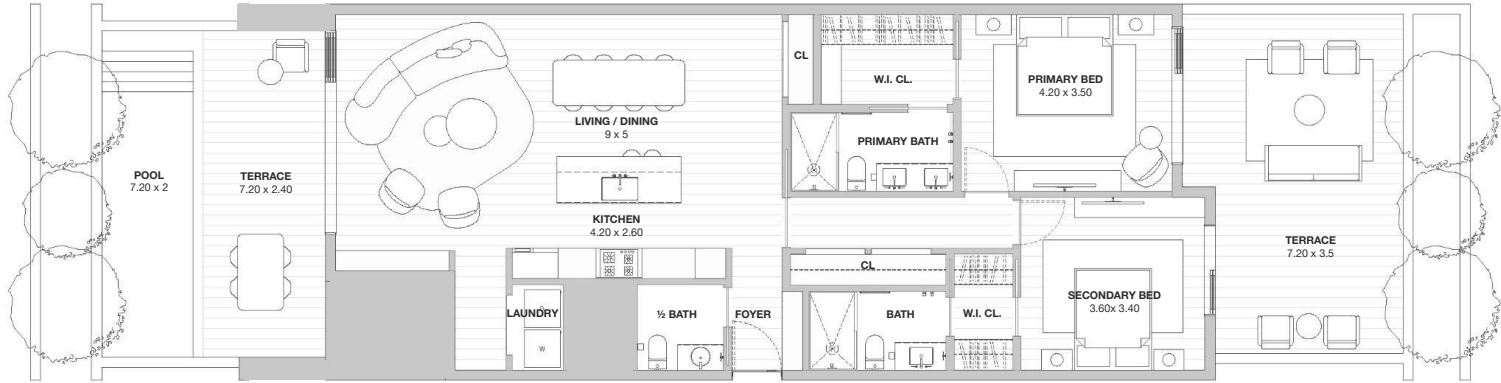 POOL
7.20 x 2
TERRACE
7.20 x 2.40
LIVING / DINING
9 x 5
KITCHEN
4.20 x 2.60
CL
W.I. CL.
PRIMARY BATH
PRIMARY BED
4.20 x 3.50
TERRACE
7.20 x 3.5
CL
LAUNDRY
W
½ BATH
FOYER
BATH
W.I. CL.
SECONDARY BED
3.60x 3.40